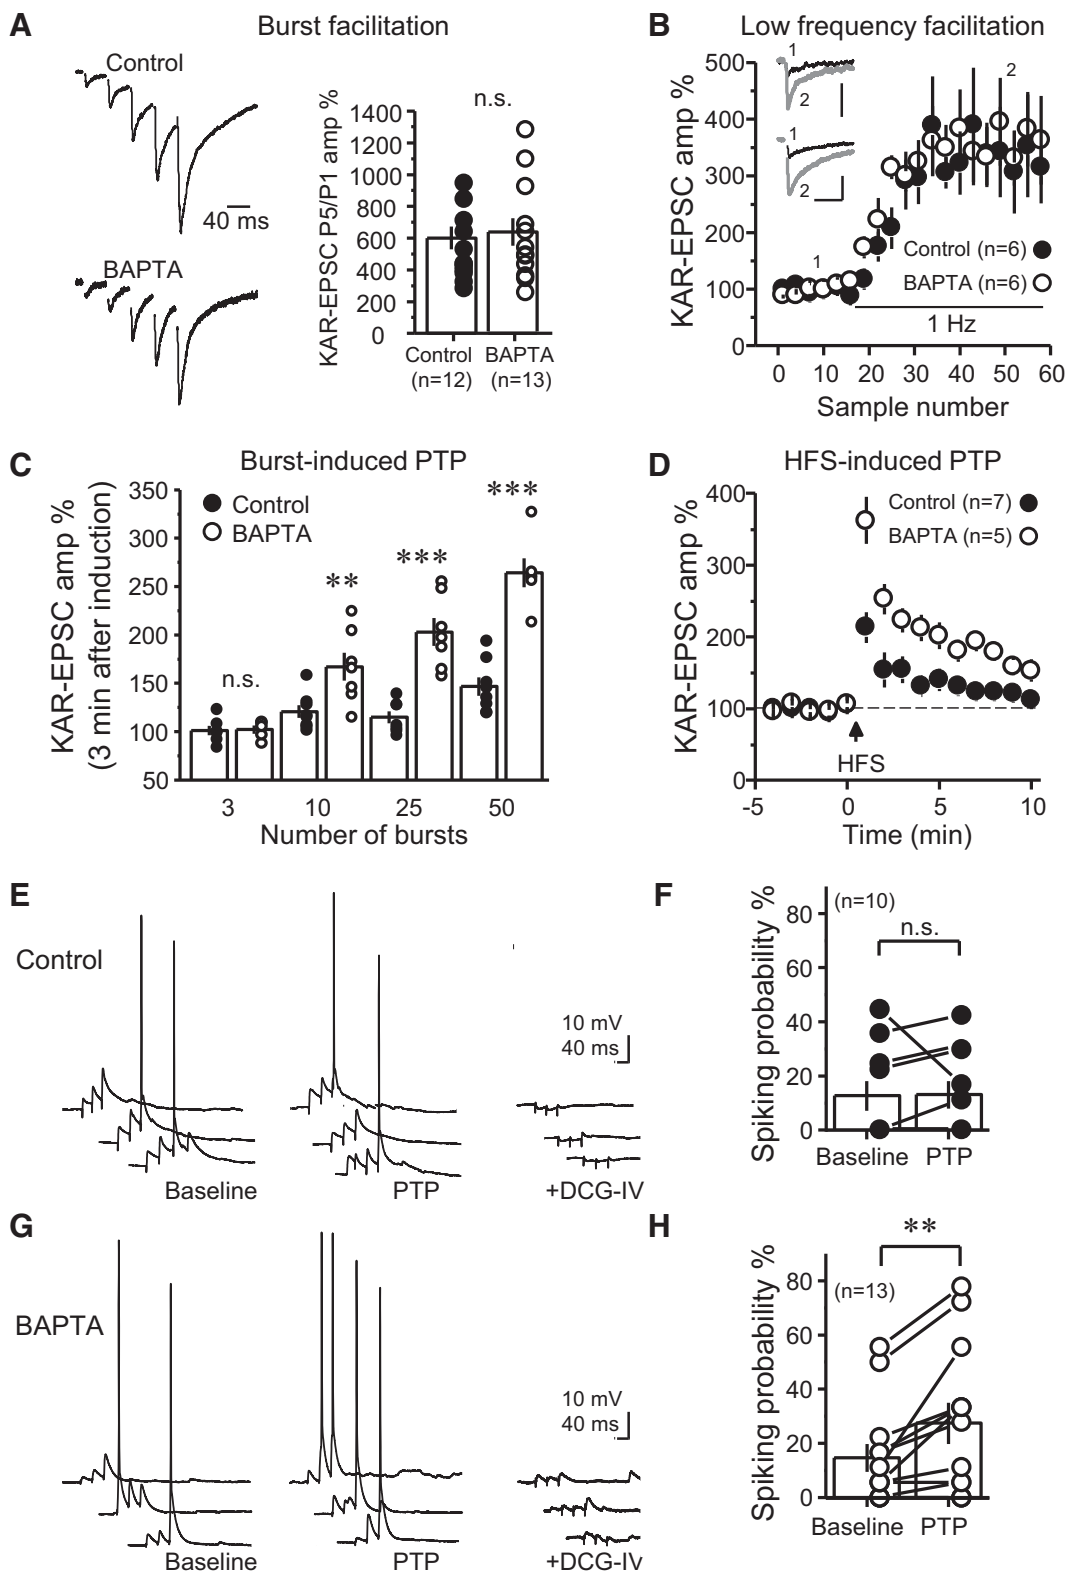 A
Burst facilitation
Control
40 ms
BAPTA
KAR-EPSC P5/P1 amp %
n.s.
1400
1200
1000
800
600
400
200
0
Control
(n=12)
BAPTA
(n=13)
B
Low frequency facilitation
KAR-EPSC amp %
500
400
300
200
100
0
1
2
1
2
2
1
Control (n=6)
BAPTA (n=6)
1 Hz
0 10 20 30 40 50 60
Sample number
C
Burst-induced PTP
KAR-EPSC amp %
(3 min after induction)
350
300
250
200
150
100
50
Control
BAPTA
n.s.
**
***
***
3 10 25 50
Number of bursts
D
HFS-induced PTP
KAR-EPSC amp %
400
300
200
100
0
Control (n=7)
BAPTA (n=5)
HFS
-5 0 5 10
Time (min)
E
Control
10 mV
40 ms
Baseline
PTP
+DCG-IV
F
Spiking probability %
80
60
40
20
0
(n=10)
n.s.
Baseline PTP
G
BAPTA
10 mV
40 ms
Baseline
PTP
+DCG-IV
H
Spiking probability %
80
60
40
20
0
(n=13)
**
Baseline PTP